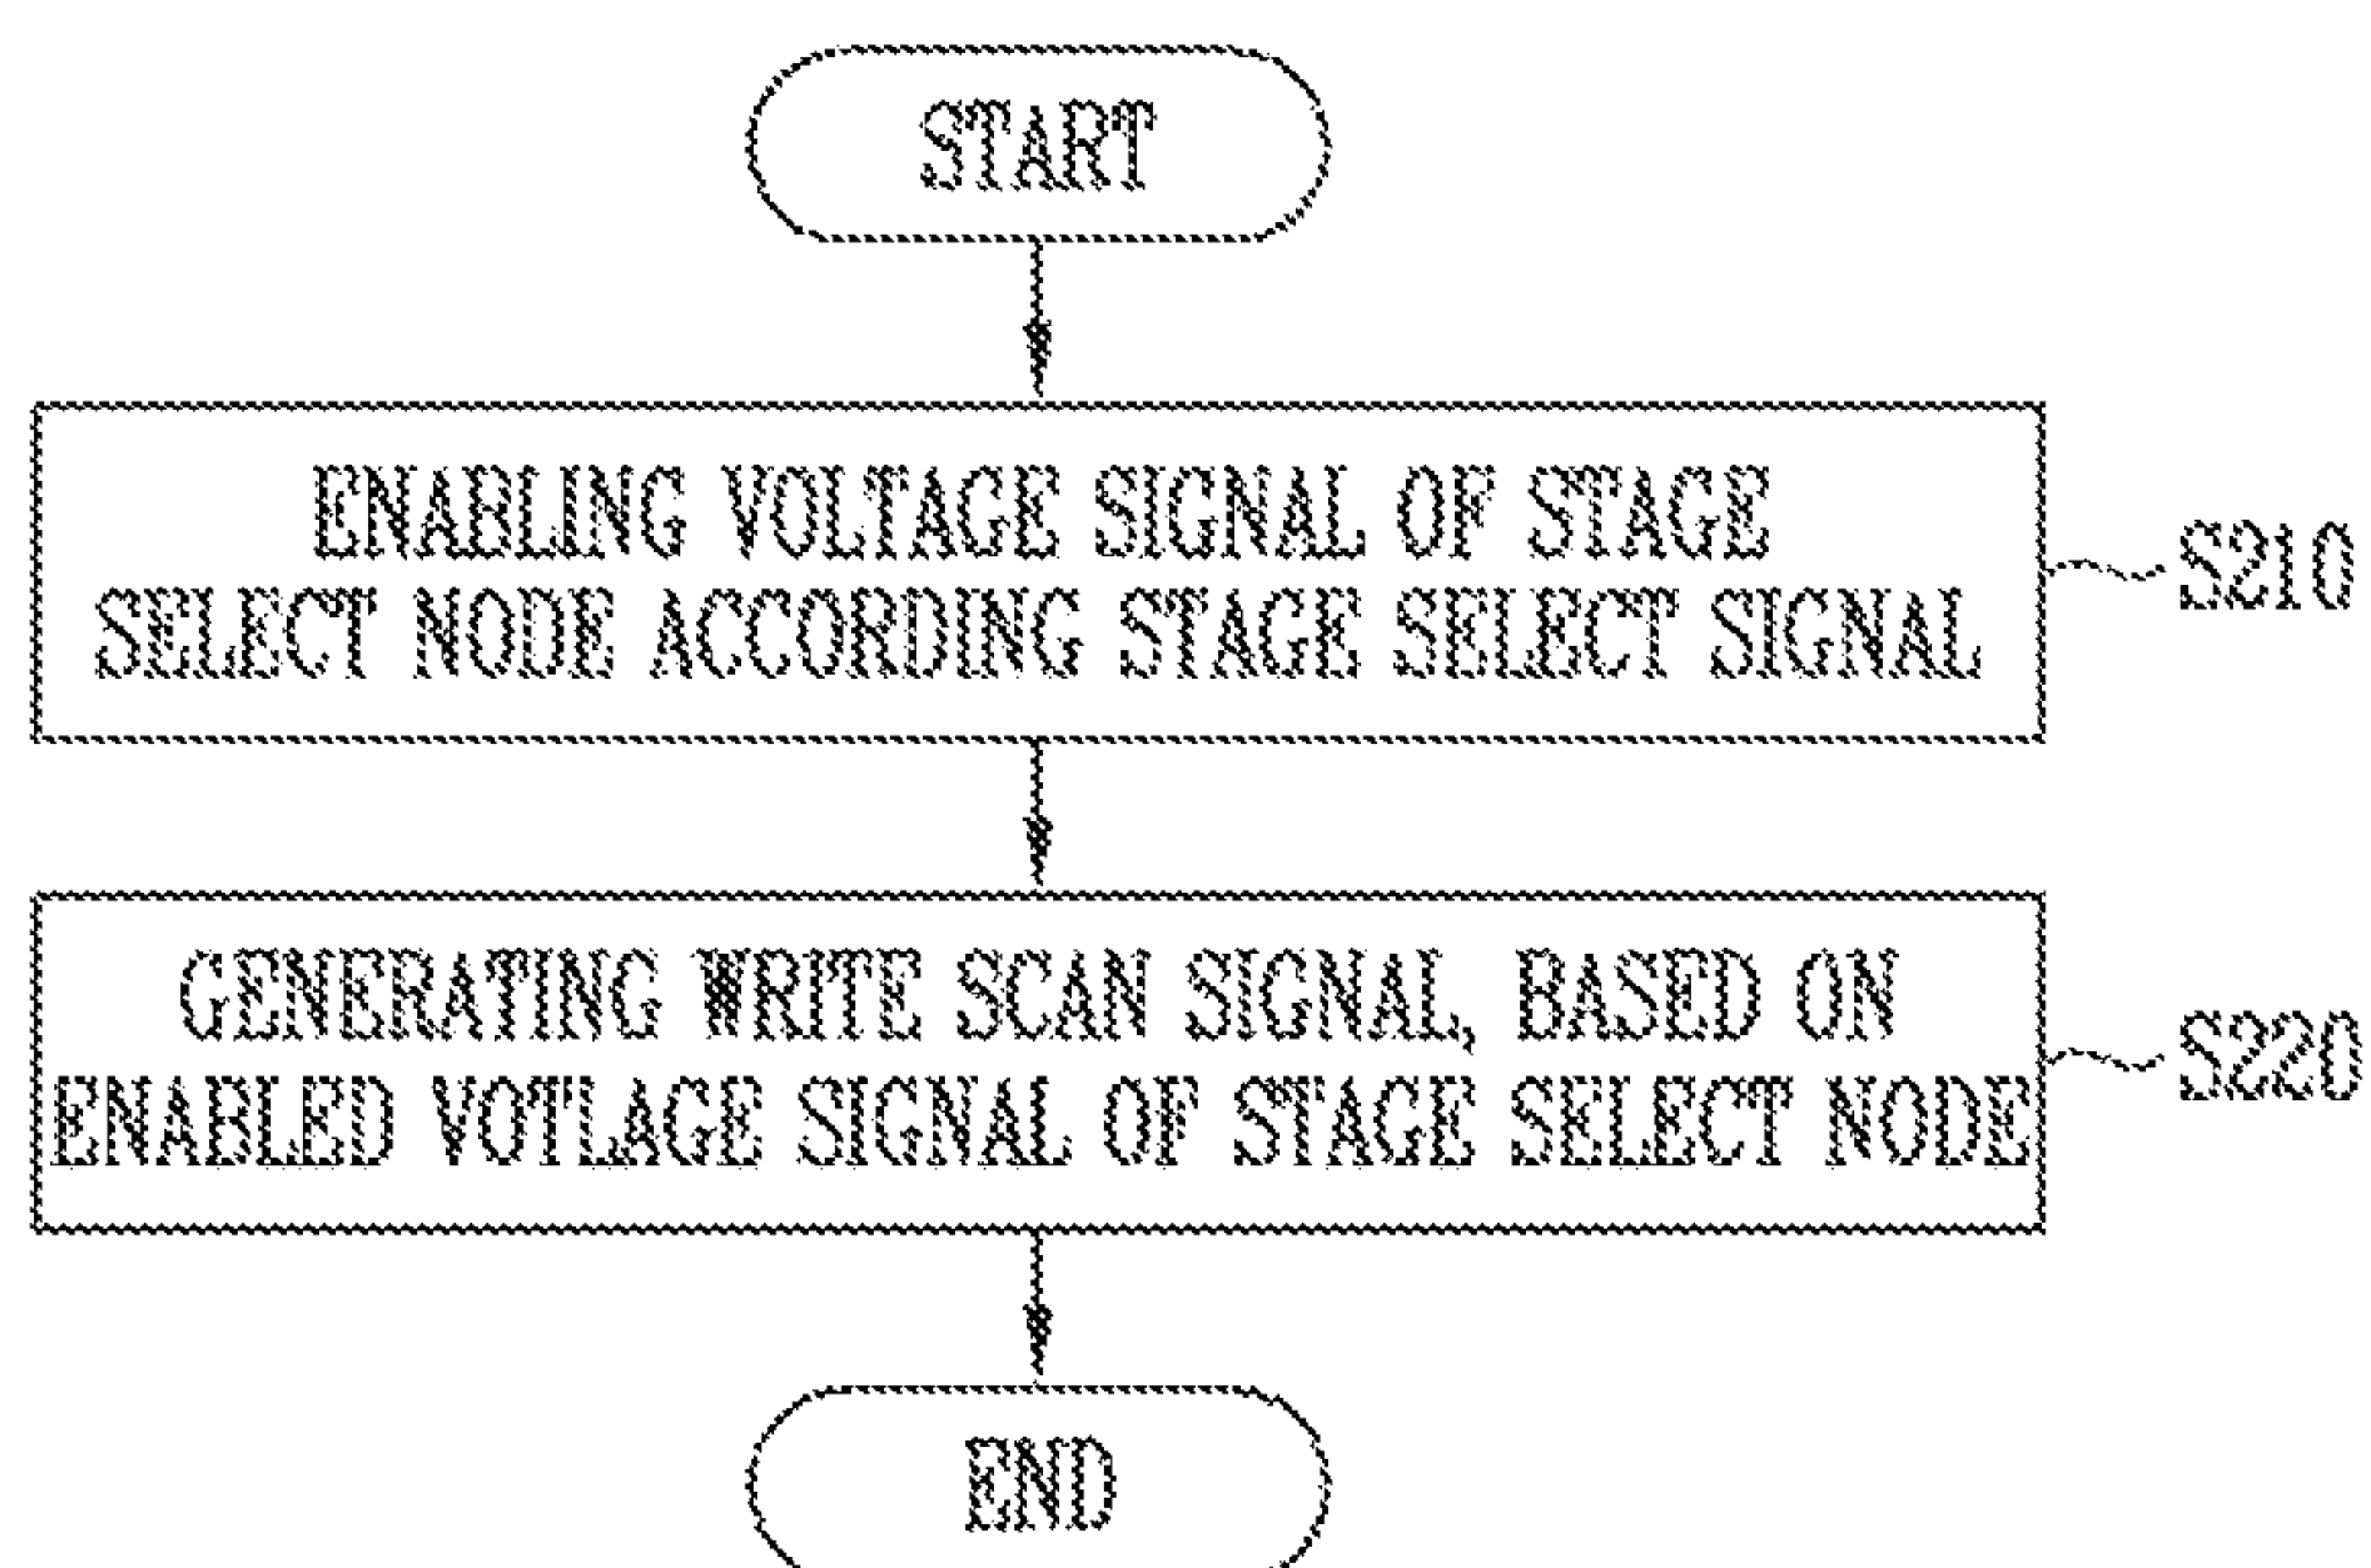 START
ENABLING VOLTAGE SIGNAL OF STAGE
SELECT NODE ACCORDING STAGE SELECT SIGNAL
S210
GENERATING WRITE SCAN SIGNAL, BASED ON
ENABLED VOTLAGE SIGNAL OF STAGE SELECT NODE
S220
END